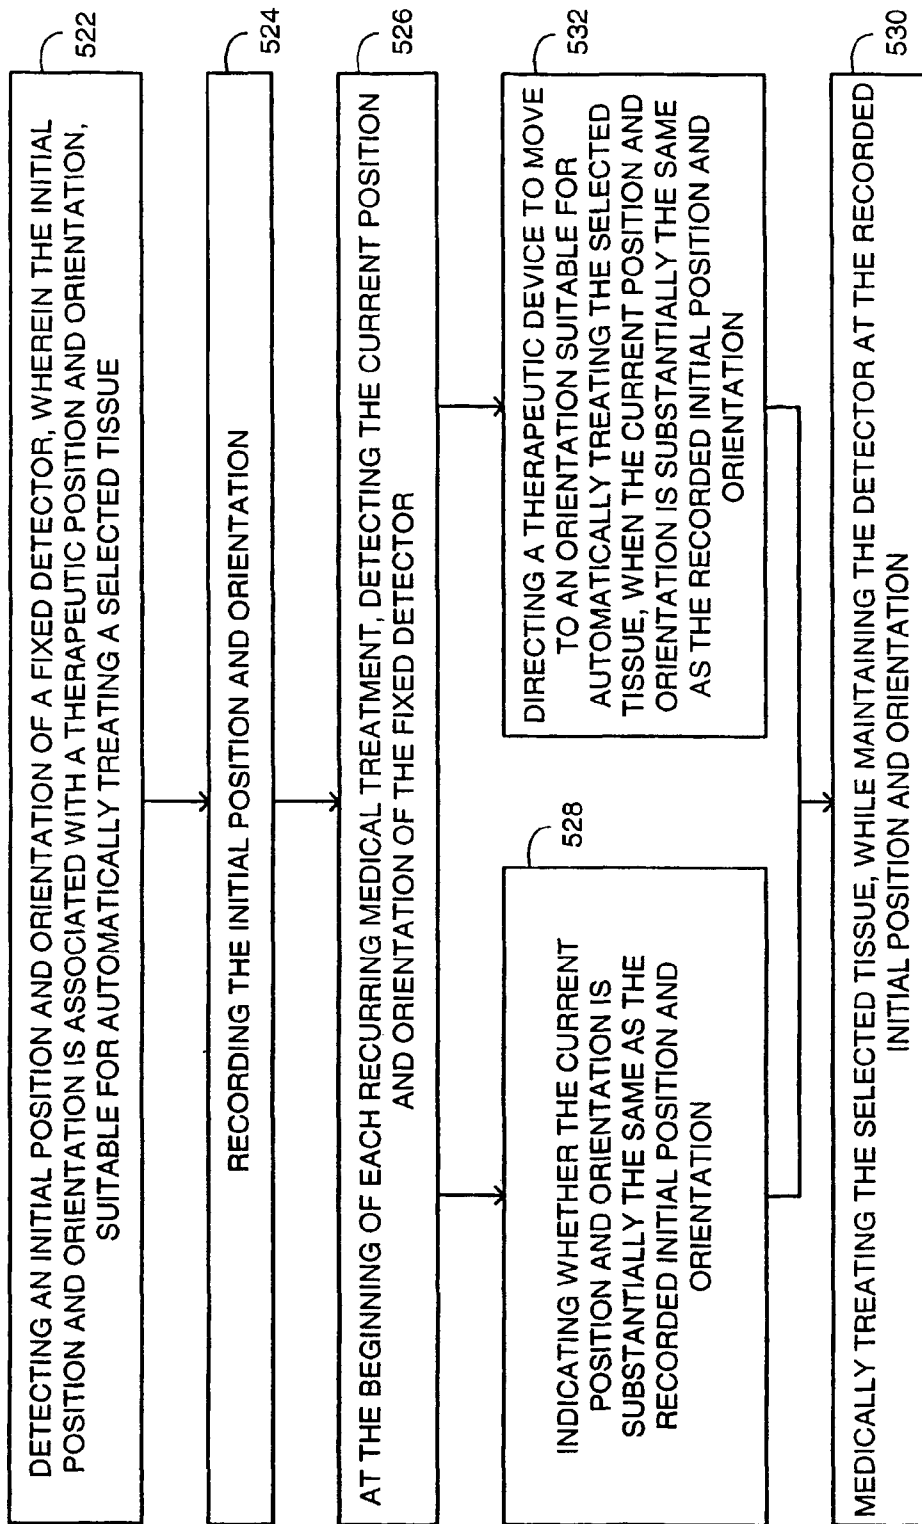 522
DETECTING AN INITIAL POSITION AND ORIENTATION OF A FIXED DETECTOR, WHEREIN THE INITIAL
POSITION AND ORIENTATION IS ASSOCIATED WITH A THERAPEUTIC POSITION AND ORIENTATION,
SUITABLE FOR AUTOMATICALLY TREATING A SELECTED TISSUE
524
RECORDING THE INITIAL POSITION AND ORIENTATION
526
AT THE BEGINNING OF EACH RECURRING MEDICAL TREATMENT, DETECTING THE CURRENT POSITION
AND ORIENTATION OF THE FIXED DETECTOR
528
INDICATING WHETHER THE CURRENT
POSITION AND ORIENTATION IS
SUBSTANTIALLY THE SAME AS THE
RECORDED INITIAL POSITION AND
ORIENTATION
532
DIRECTING A THERAPEUTIC DEVICE TO MOVE
TO AN ORIENTATION SUITABLE FOR
AUTOMATICALLY TREATING THE SELECTED
TISSUE, WHEN THE CURRENT POSITION AND
ORIENTATION IS SUBSTANTIALLY THE SAME
AS THE RECORDED INITIAL POSITION AND
ORIENTATION
530
MEDICALLY TREATING THE SELECTED TISSUE, WHILE MAINTAINING THE DETECTOR AT THE RECORDED
INITIAL POSITION AND ORIENTATION